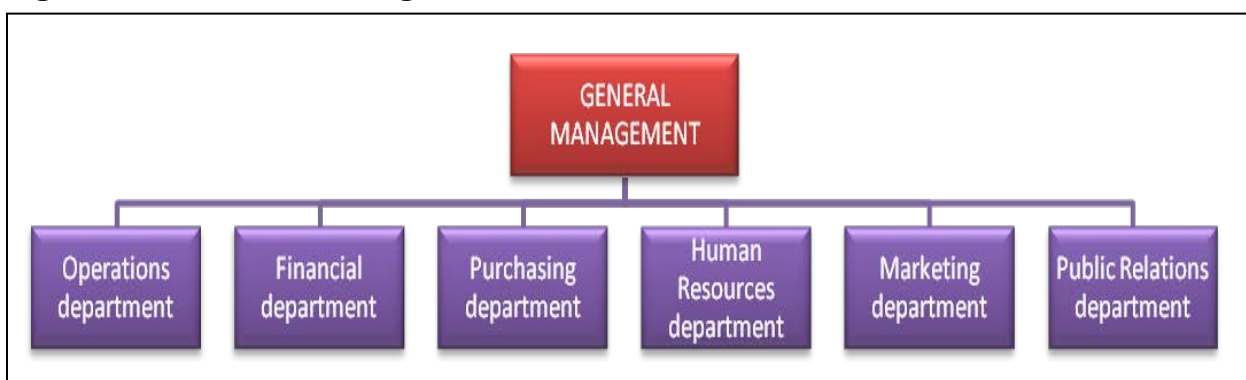 GENERAL
MANAGEMENT
Operations
department
Financial
department
Purchasing
department
Human
Resources
department
Marketing
department
Public Relations
department